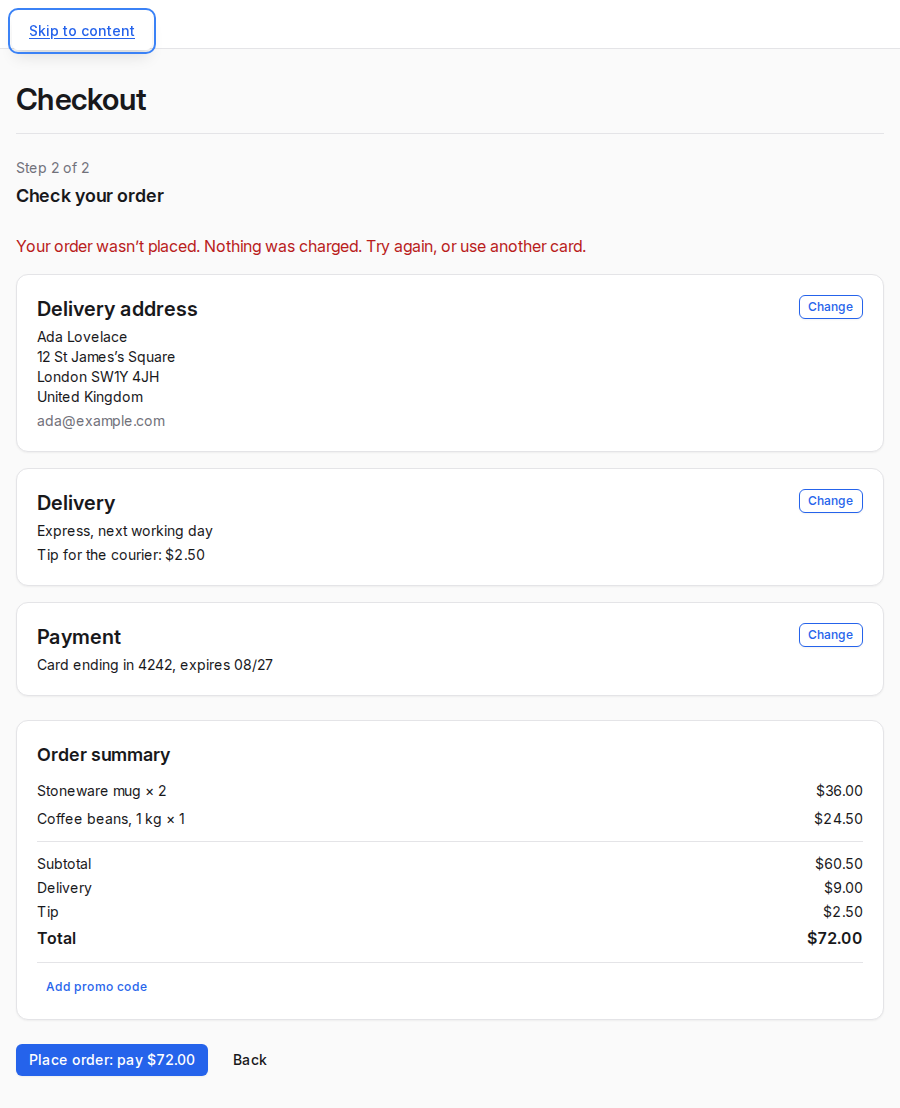 Skip to content
Checkout
Step 2 of 2
Check your order
Your order wasn’t placed. Nothing was charged. Try again, or use another card.
Delivery address
Change
Ada Lovelace
12 St James’s Square
London SW1Y 4JH
United Kingdom
ada@example.com
Delivery
Change
Express, next working day
Tip for the courier: $2.50
Payment
Change
Card ending in 4242, expires 08/27
Order summary
Stoneware mug × 2 $36.00
Coffee beans, 1 kg × 1 $24.50
Subtotal $60.50
Delivery $9.00
Tip $2.50
Total $72.00
Add promo code
Place order: pay $72.00 Back